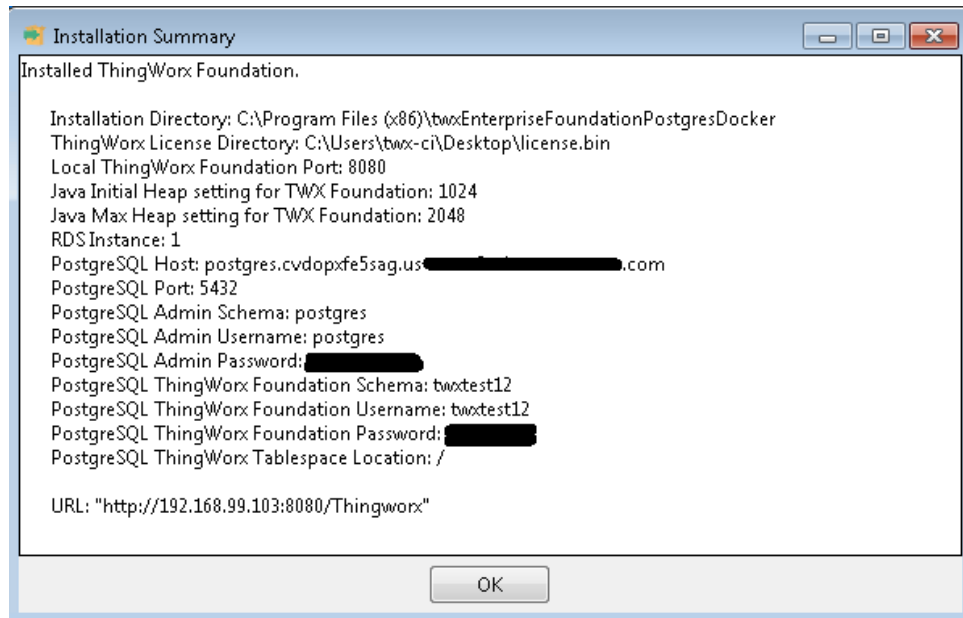 Installation Summary
Installed ThingWorx Foundation.
Installation Directory: C:\Program Files (x86)\twxEnterpriseFoundationPostgresDocker
ThingWorx License Directory: C:\Users\twx-ci\Desktop\license.bin
Local ThingWorx Foundation Port: 8080
Java Initial Heap setting for TWX Foundation: 1024
Java Max Heap setting for TWX Foundation: 2048
RDS Instance: 1
PostgreSQL Host: postgres.cvdopxfe5sag.us .com
PostgreSQL Port: 5432
PostgreSQL Admin Schema: postgres
PostgreSQL Admin Username: postgres
PostgreSQL Admin Password:
PostgreSQL ThingWorx Foundation Schema: twxtest12
PostgreSQL ThingWorx Foundation Username: twxtest12
PostgreSQL ThingWorx Foundation Password:
PostgreSQL ThingWorx Tablespace Location: /
URL: "http://192.168.99.103:8080/Thingworx"
OK